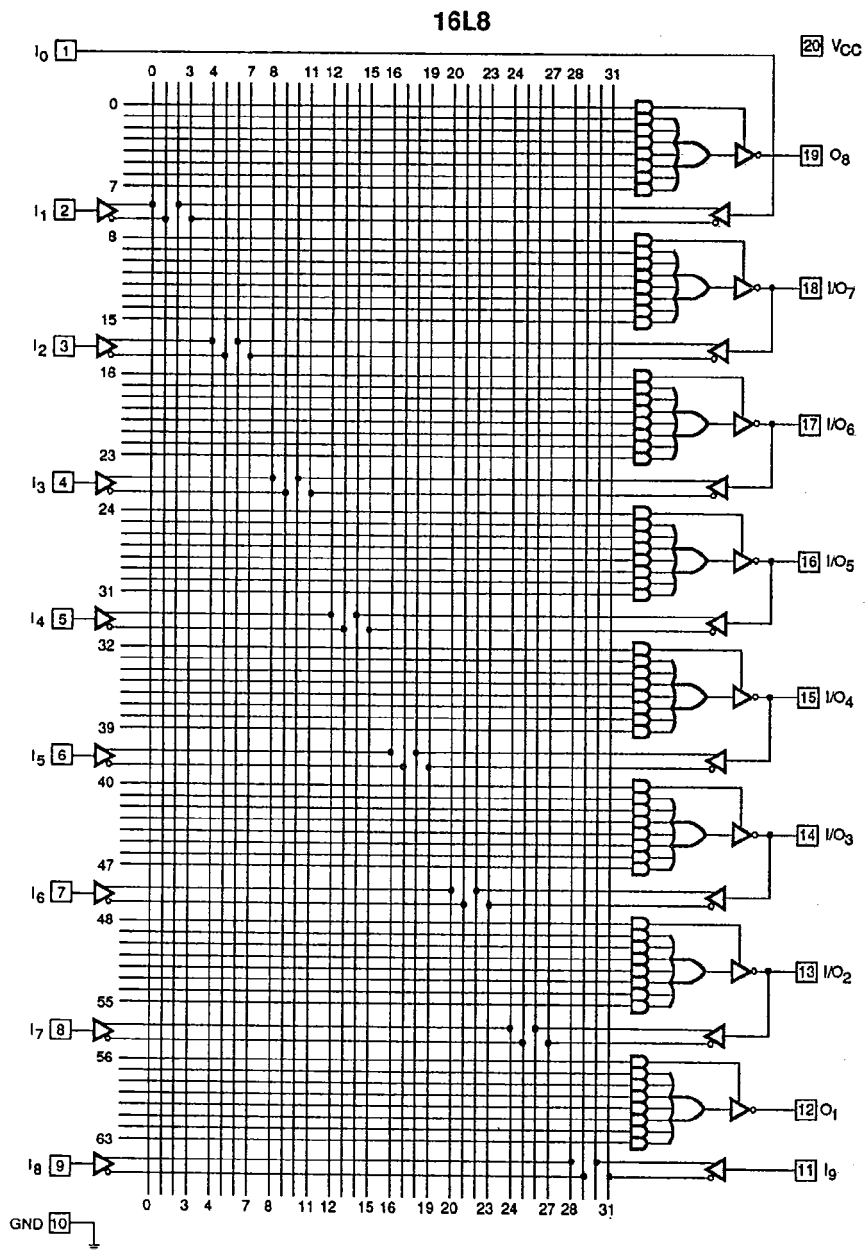 16L8
I0 1
20 VCC
0 3 4 7 8 11 12 15 16 19 20 23 24 27 28 31
0
19 O8
7
I1 2
8
18 I/O7
15
I2 3
16
17 I/O6
23
I3 4
24
16 I/O5
31
I4 5
32
15 I/O4
39
I5 6
40
14 I/O3
47
I6 7
48
13 I/O2
55
I7 8
56
12 O1
63
I8 9
11 I9
0 3 4 7 8 11 12 15 16 19 20 23 24 27 28 31
GND 10